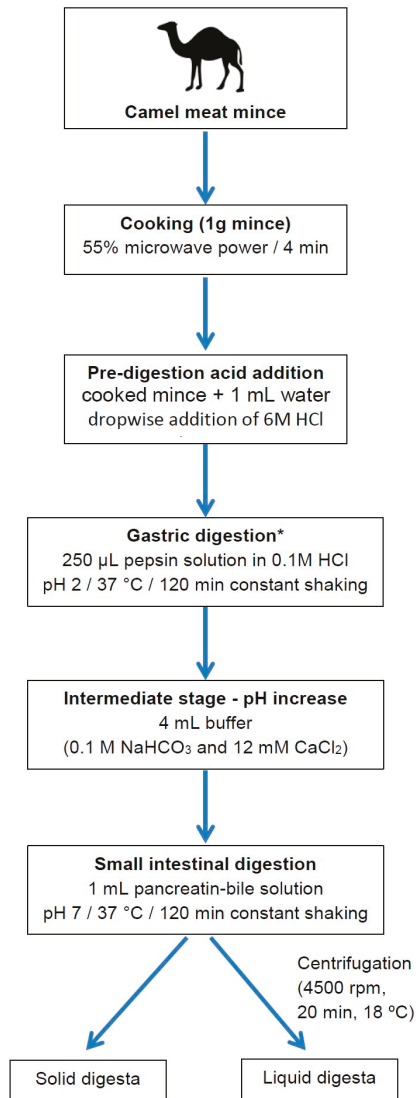 Camel meat mince
Cooking (1g mince)
55% microwave power / 4 min
Pre-digestion acid addition
cooked mince + 1 mL water
dropwise addition of 6M HCl
Gastric digestion*
250 µL pepsin solution in 0.1M HCl
pH 2 / 37 °C / 120 min constant shaking
Intermediate stage - pH increase
4 mL buffer
(0.1 M NaHCO₃ and 12 mM CaCl₂)
Small intestinal digestion
1 mL pancreatin-bile solution
pH 7 / 37 °C / 120 min constant shaking
Centrifugation
(4500 rpm,
20 min, 18 ºC)
Solid digesta
Liquid digesta